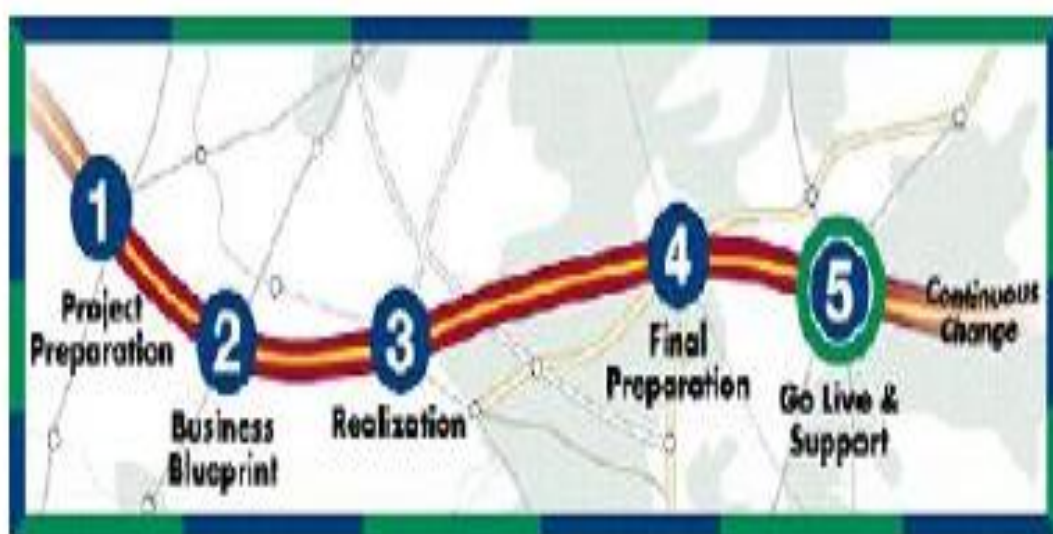 1
Project
Preparation
2
Business
Blueprint
3
Realization
4
Final
Preparation
5
Go Live &
Support
Continuous
Change